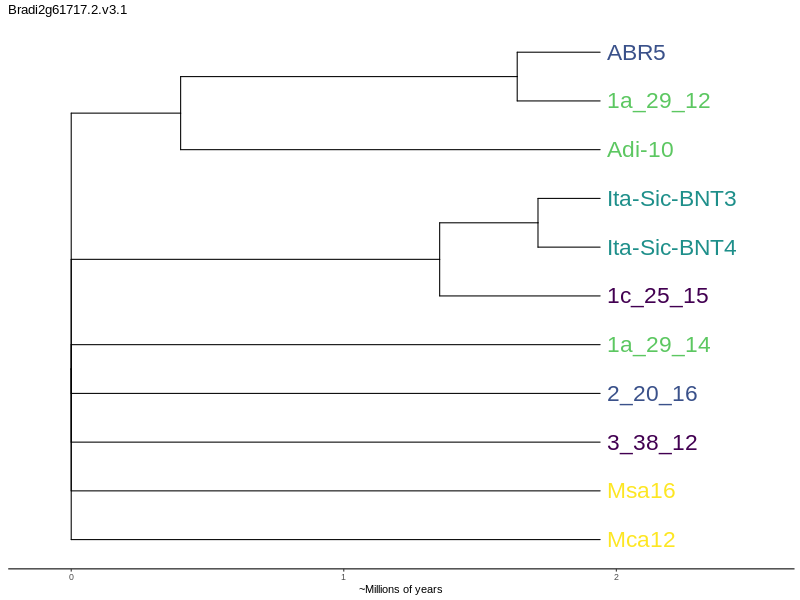 Bradi2g61717.2.v3.1
ABR5
1a_29_12
Adi-10
Ita-Sic-BNT3
Ita-Sic-BNT4
1c_25_15
1a_29_14
2_20_16
3_38_12
Msa16
Mca12
0 1 2
~Millions of years